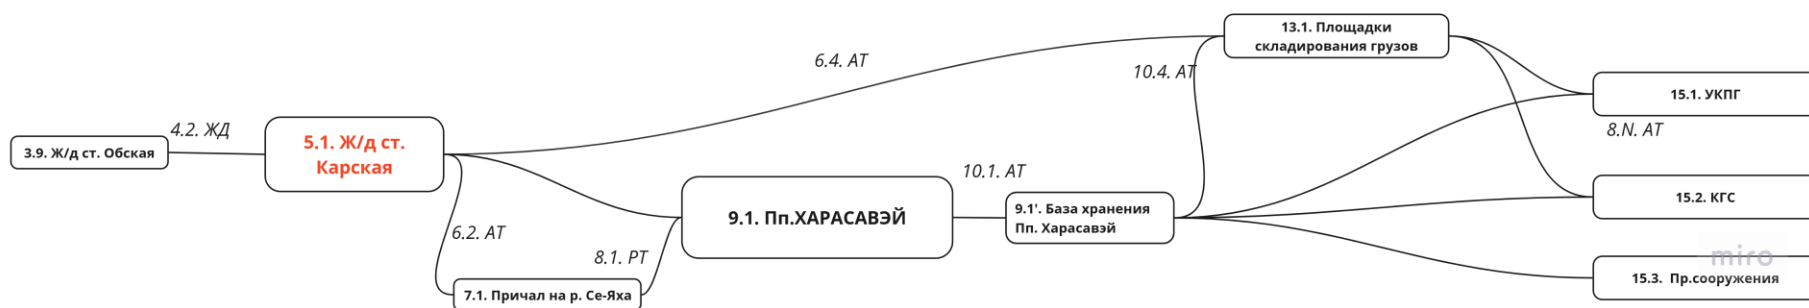 13.1. Площадки
складирования грузов
6.4. АТ
10.4. АТ
15.1. УКПГ
4.2. ЖД
8.N. АТ
5.1. Ж/д ст.
Карская
3.9. Ж/д ст. Обская
10.1. АТ
15.2. КГС
9.1. Пп.ХАРАСАВЭЙ
9.1'. База хранения
Пп. Харасавэй
6.2. АТ
8.1. РТ
miro
15.3. Пр.сооружения
7.1. Причал на р. Се-Яха